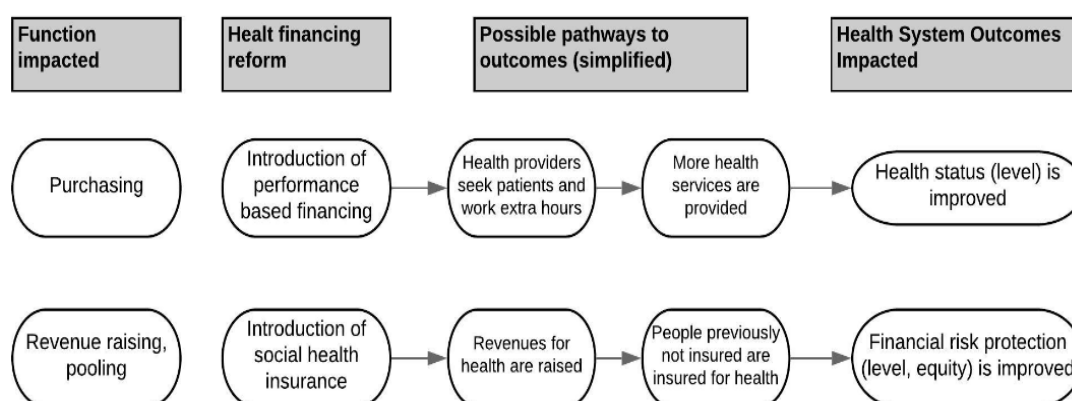 Function
impacted
Healt financing
reform
Possible pathways to
outcomes (simplified)
Health System Outcomes
Impacted
Purchasing
Introduction of
performance
based financing
Health providers
seek patients and
work extra hours
More health
services are
provided
Health status (level) is
improved
Revenue raising,
pooling
Introduction of
social health
insurance
Revenues for
health are raised
People previously
not insured are
insured for health
Financial risk protection
(level, equity) is improved